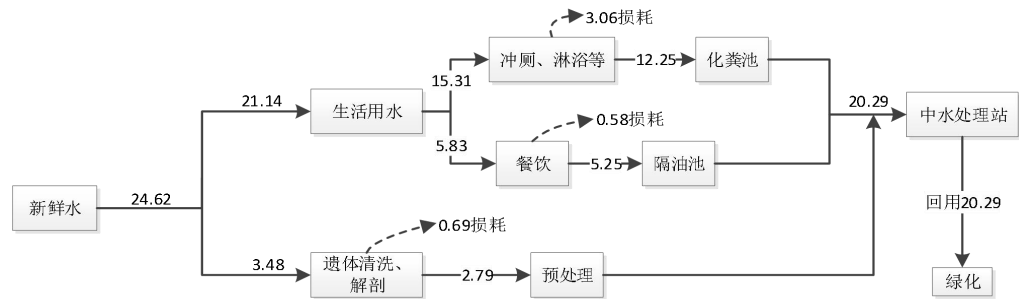 3.06损耗
冲厕、淋浴等
12.25
化粪池
15.31
21.14
生活用水
20.29
中水处理站
0.58损耗
5.83
餐饮
5.25
隔油池
新鲜水
24.62
回用20.29
0.69损耗
3.48
遗体清洗、
解剖
2.79
预处理
绿化